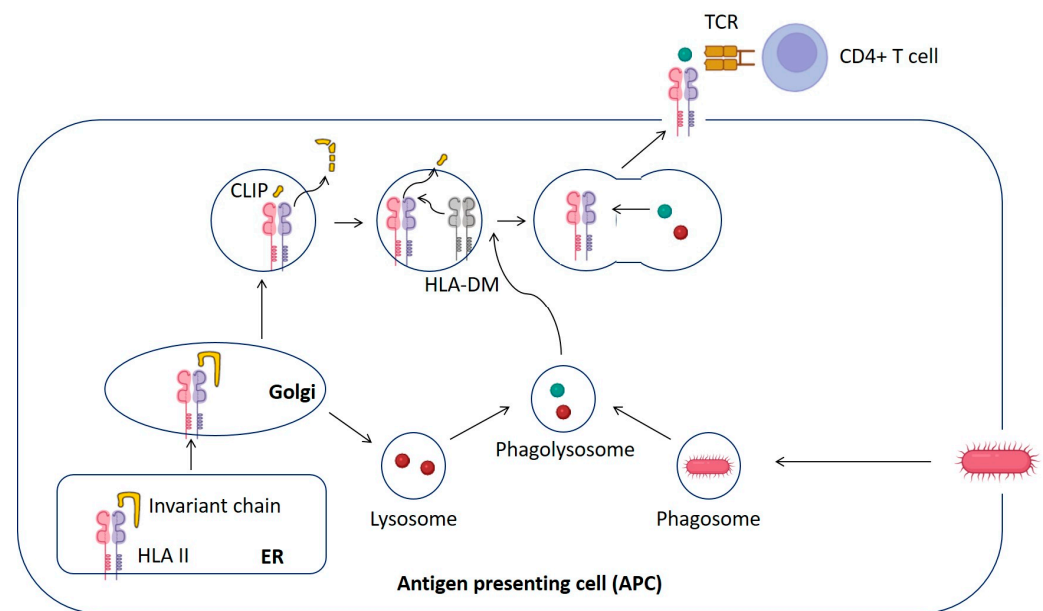 TCR
CD4+ T cell
CLIP
HLA-DM
Golgi
Phagolysosome
Invariant chain
Lysosome
Phagosome
HLA II
ER
Antigen presenting cell (APC)